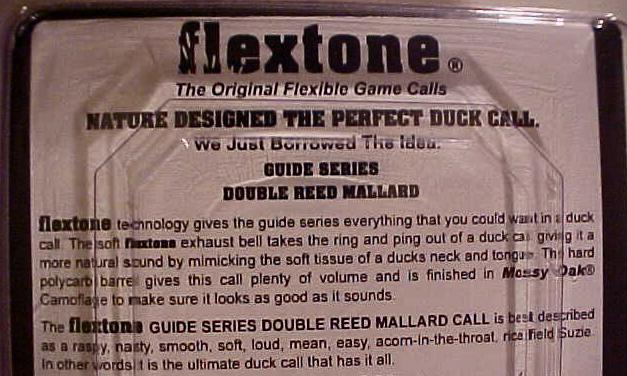 flextone®
The Original Flexible Game Calls
NATURE DESIGNED THE PERFECT DUCK CALL.
We Just Borrowed The Idea.
GUIDE SERIES
DOUBLE REED MALLARD
flextone technology gives the guide series everything that you could want in a duck
call. The soft flextone exhaust bell takes the ring and ping out of a duck call giving it a
more natural sound by mimicking the soft tissue of a ducks neck and tongue. The hard
polycarb barrel gives this call plenty of volume and is finished in Mossy Oak®
Camoflage to make sure it looks as good as it sounds.
The flextone GUIDE SERIES DOUBLE REED MALLARD CALL is best described
as a raspy, nasty, smooth, soft, loud, mean, easy, acorn-in-the-throat, rice field Suzie.
In other words it is the ultimate duck call that has it all.